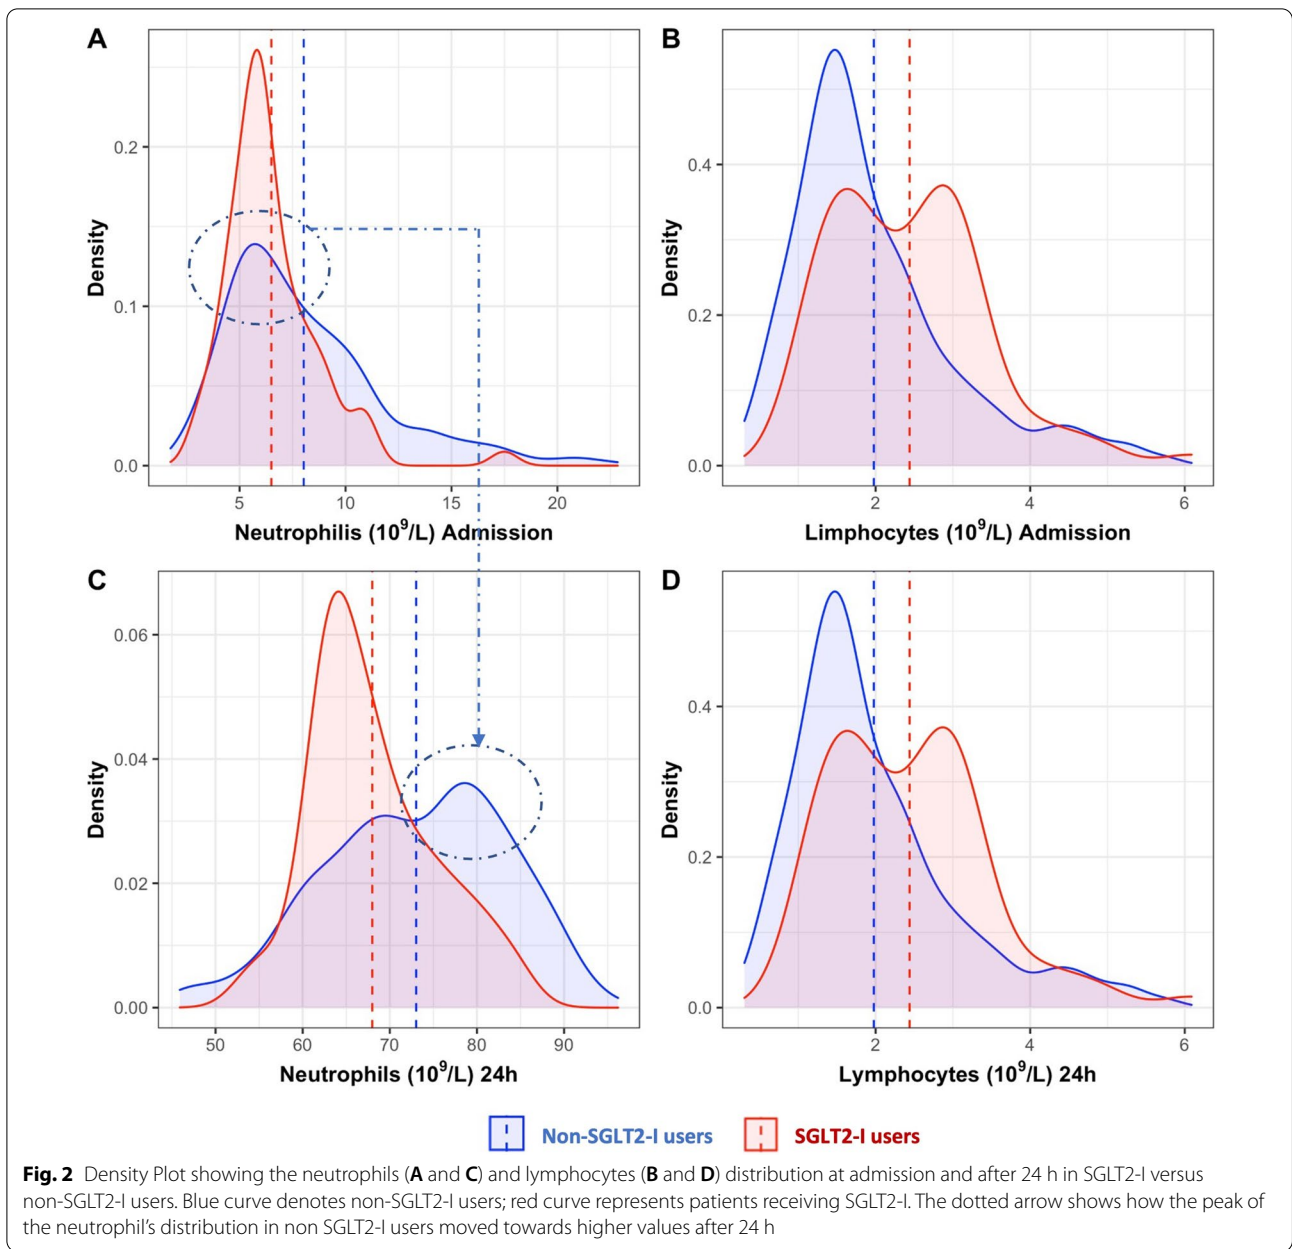 A
B
0.2
0.1
0.0
Density
5 10 15 20
Neutrophilis (10⁹/L) Admission
0.4
0.2
0.0
Density
2 4 6
Limphocytes (10⁹/L) Admission
C
D
0.06
0.04
0.02
0.00
Density
50 60 70 80 90
Neutrophils (10⁹/L) 24h
0.4
0.2
0.0
Density
2 4 6
Lymphocytes (10⁹/L) 24h
Non-SGLT2-I users SGLT2-I users
Fig. 2 Density Plot showing the neutrophils (A and C) and lymphocytes (B and D) distribution at admission and after 24 h in SGLT2-I versus
non-SGLT2-I users. Blue curve denotes non-SGLT2-I users; red curve represents patients receiving SGLT2-I. The dotted arrow shows how the peak of
the neutrophil's distribution in non SGLT2-I users moved towards higher values after 24 h